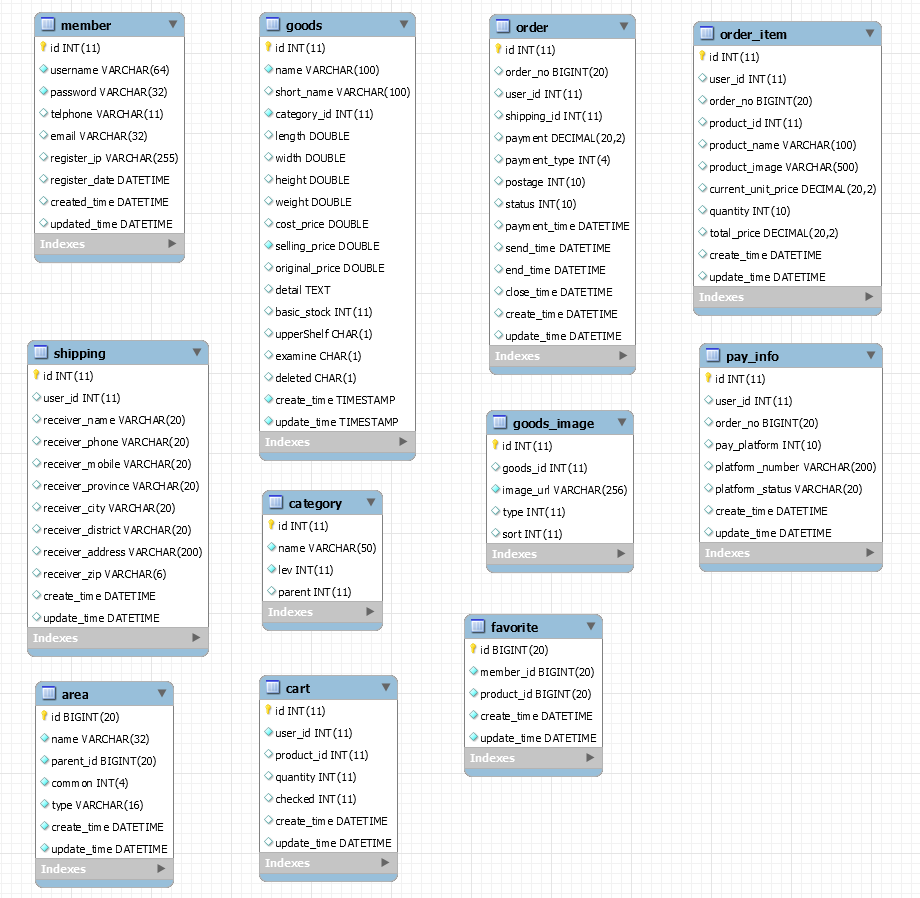 member
id INT(11)
username VARCHAR(64)
password VARCHAR(32)
telphone VARCHAR(11)
email VARCHAR(32)
register_ip VARCHAR(255)
register_date DATETIME
created_time DATETIME
updated_time DATETIME
Indexes
goods
id INT(11)
name VARCHAR(100)
short_name VARCHAR(100)
category_id INT(11)
length DOUBLE
width DOUBLE
height DOUBLE
weight DOUBLE
cost_price DOUBLE
selling_price DOUBLE
original_price DOUBLE
detail TEXT
basic_stock INT(11)
upperShelf CHAR(1)
examine CHAR(1)
deleted CHAR(1)
create_time TIMESTAMP
update_time TIMESTAMP
Indexes
order
id INT(11)
order_no BIGINT(20)
user_id INT(11)
shipping_id INT(11)
payment DECIMAL(20,2)
payment_type INT(4)
postage INT(10)
status INT(10)
payment_time DATETIME
send_time DATETIME
end_time DATETIME
close_time DATETIME
create_time DATETIME
update_time DATETIME
Indexes
order_item
id INT(11)
user_id INT(11)
order_no BIGINT(20)
product_id INT(11)
product_name VARCHAR(100)
product_image VARCHAR(500)
current_unit_price DECIMAL(20,2)
quantity INT(10)
total_price DECIMAL(20,2)
create_time DATETIME
update_time DATETIME
Indexes
shipping
id INT(11)
user_id INT(11)
receiver_name VARCHAR(20)
receiver_phone VARCHAR(20)
receiver_mobile VARCHAR(20)
receiver_province VARCHAR(20)
receiver_city VARCHAR(20)
receiver_district VARCHAR(20)
receiver_address VARCHAR(200)
receiver_zip VARCHAR(6)
create_time DATETIME
update_time DATETIME
Indexes
category
id INT(11)
name VARCHAR(50)
lev INT(11)
parent INT(11)
Indexes
goods_image
id INT(11)
goods_id INT(11)
image_url VARCHAR(256)
type INT(11)
sort INT(11)
Indexes
pay_info
id INT(11)
user_id INT(11)
order_no BIGINT(20)
pay_platform INT(10)
platform_number VARCHAR(200)
platform_status VARCHAR(20)
create_time DATETIME
update_time DATETIME
Indexes
area
id BIGINT(20)
name VARCHAR(32)
parent_id BIGINT(20)
common INT(4)
type VARCHAR(16)
create_time DATETIME
update_time DATETIME
Indexes
cart
id INT(11)
user_id INT(11)
product_id INT(11)
quantity INT(11)
checked INT(11)
create_time DATETIME
update_time DATETIME
Indexes
favorite
id BIGINT(20)
member_id BIGINT(20)
product_id BIGINT(20)
create_time DATETIME
update_time DATETIME
Indexes